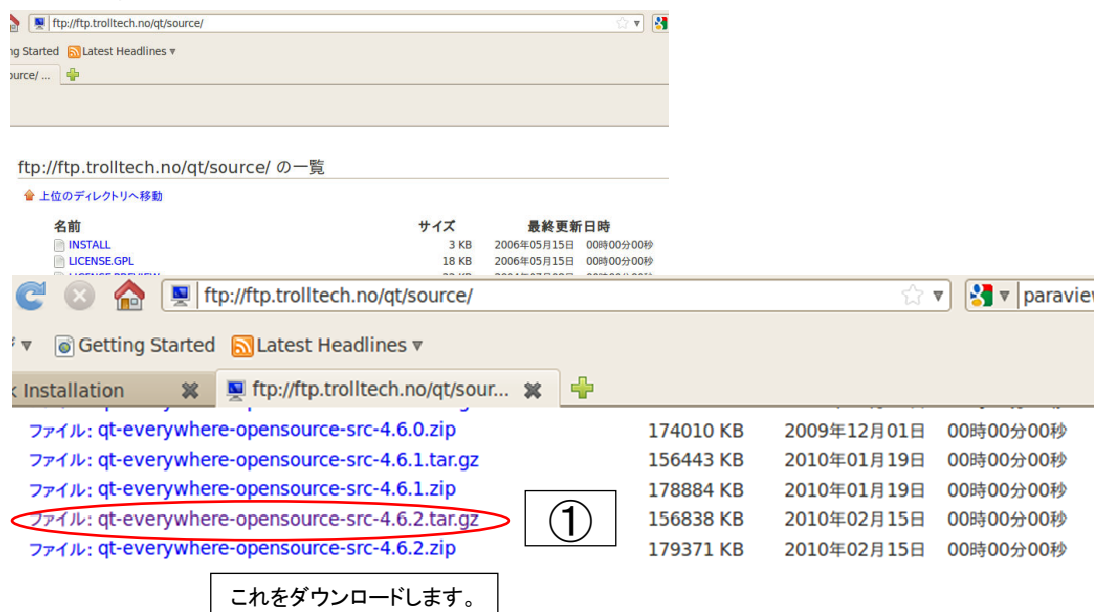 ftp://ftp.trolltech.no/qt/source/
ng Started Latest Headlines
ource/ ...
ftp://ftp.trolltech.no/qt/source/ の一覧
上位のディレクトリへ移動
名前 サイズ 最終更新日時
INSTALL 3 KB 2006年05月15日 00時00分00秒
LICENSE.GPL 18 KB 2006年05月15日 00時00分00秒
ftp://ftp.trolltech.no/qt/source/ paraview
Getting Started Latest Headlines
k Installation ftp://ftp.trolltech.no/qt/sour...
ファイル: qt-everywhere-opensource-src-4.6.0.zip 174010 KB 2009年12月01日 00時00分00秒
ファイル: qt-everywhere-opensource-src-4.6.1.tar.gz 156443 KB 2010年01月19日 00時00分00秒
ファイル: qt-everywhere-opensource-src-4.6.1.zip 178884 KB 2010年01月19日 00時00分00秒
ファイル: qt-everywhere-opensource-src-4.6.2.tar.gz ① 156838 KB 2010年02月15日 00時00分00秒
ファイル: qt-everywhere-opensource-src-4.6.2.zip 179371 KB 2010年02月15日 00時00分00秒
これをダウンロードします。